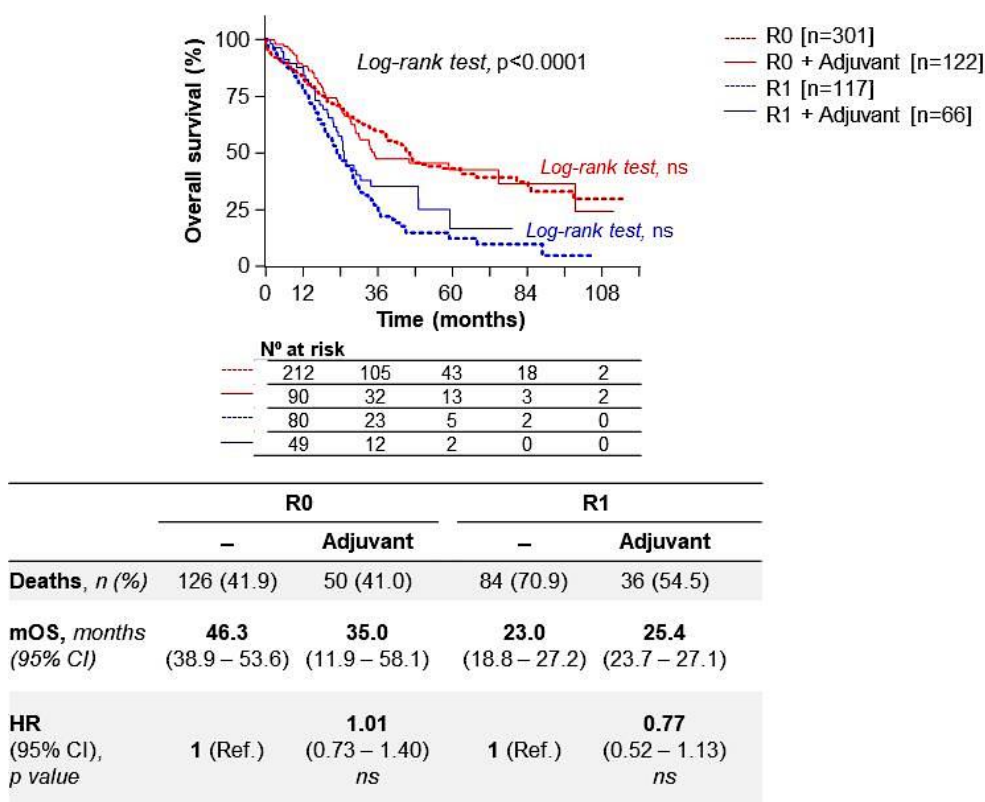 R0 [n=301]
R0 + Adjuvant [n=122]
R1 [n=117]
R1 + Adjuvant [n=66]
Overall survival (%)
100
75
50
25
0
Log-rank test, p<0.0001
Log-rank test, ns
Log-rank test, ns
0 12 36 60 84 108
Time (months)
Nº at risk
212 105 43 18 2
90 32 13 3 2
80 23 5 2 0
49 12 2 0 0
R0 R1
– Adjuvant – Adjuvant
Deaths, n (%) 126 (41.9) 50 (41.0) 84 (70.9) 36 (54.5)
mOS, months 46.3 35.0 23.0 25.4
(95% CI) (38.9 – 53.6) (11.9 – 58.1) (18.8 – 27.2) (23.7 – 27.1)
HR 1.01 0.77
(95% CI), 1 (Ref.) (0.73 – 1.40) 1 (Ref.) (0.52 – 1.13)
p value ns ns